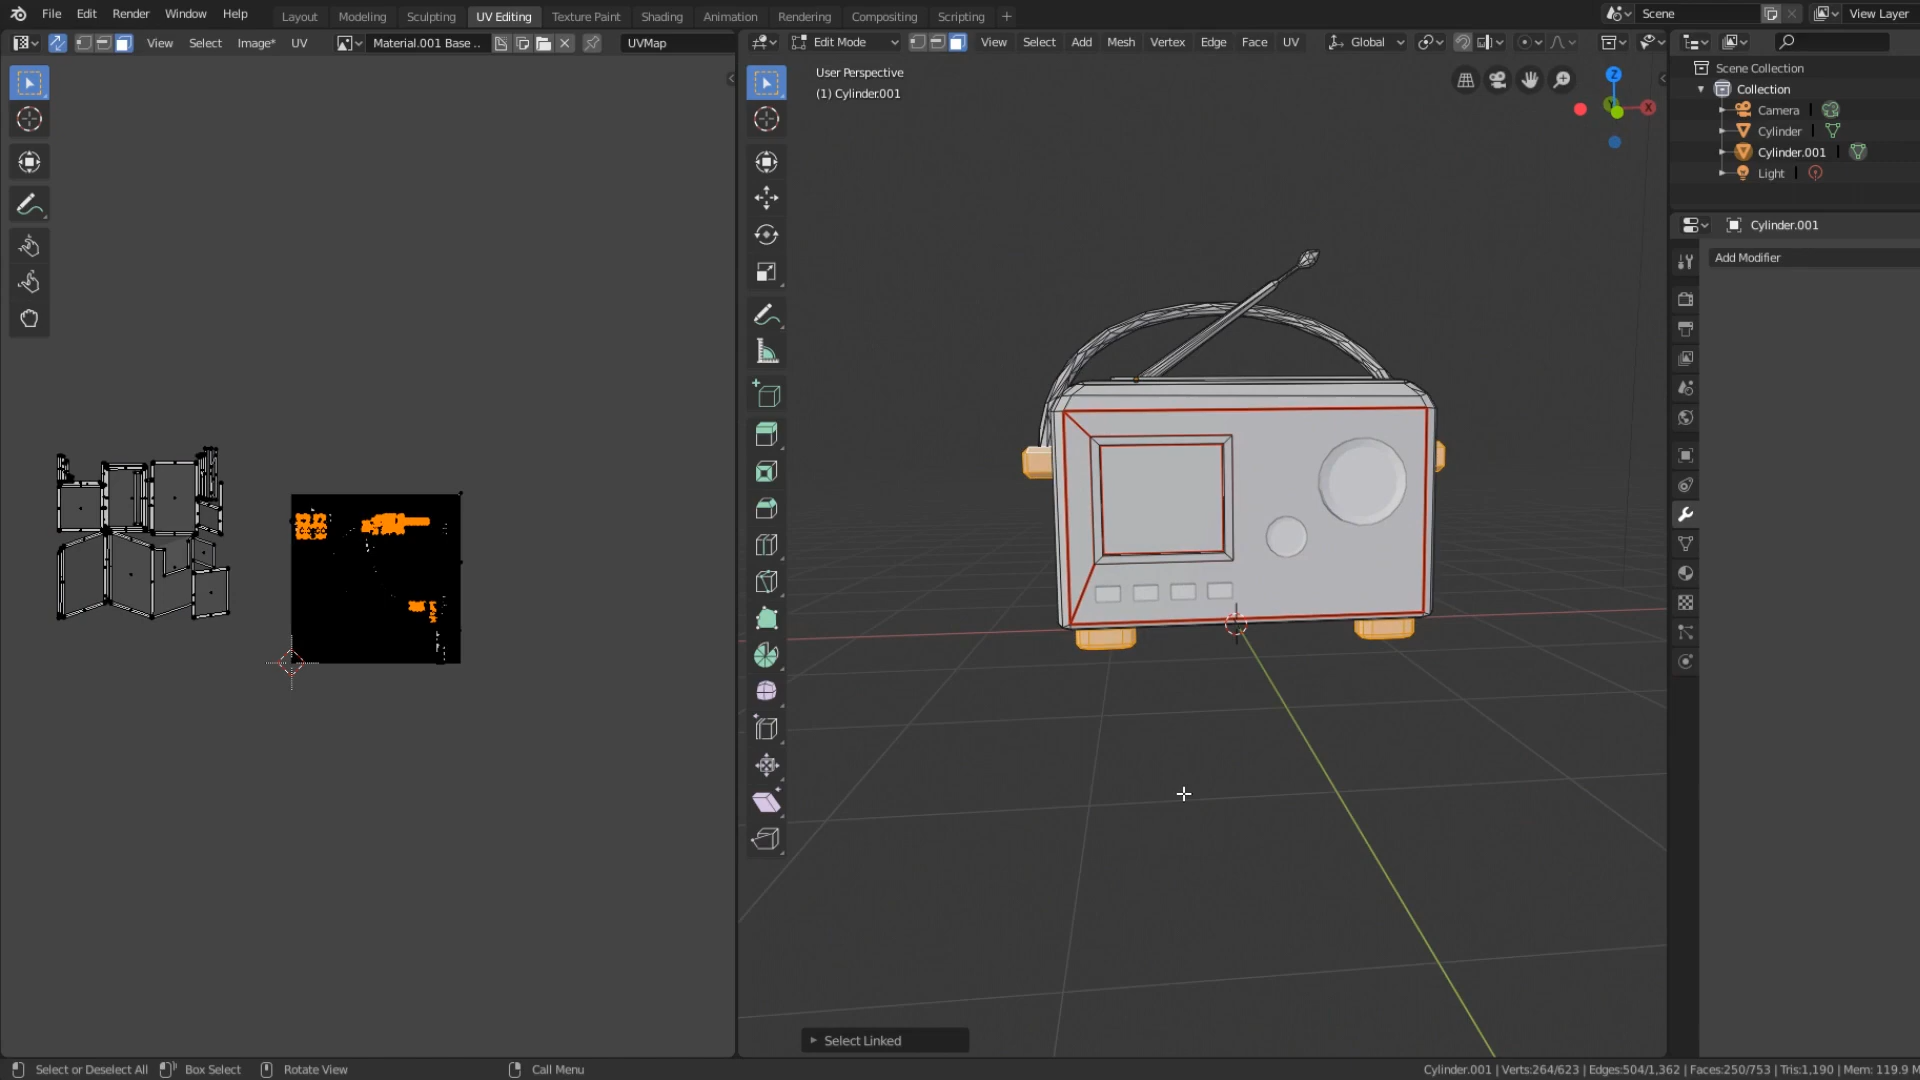 File Edit Render Window Help Layout Modeling Sculpting UV Editing Texture Paint Shading Animation Rendering Compositing Scripting + Scene View Layer
View Select Image* UV Material.001 Base .. UVMap Edit Mode View Select Add Mesh Vertex Edge Face UV Global
User Perspective
(1) Cylinder.001
Z
X
Scene Collection
Collection
Camera
Cylinder
Cylinder.001
Light
Cylinder.001
Add Modifier
Select Linked
Select or Deselect All Box Select Rotate View Call Menu Cylinder.001 | Verts:264/623 | Edges:504/1,362 | Faces:250/753 | Tris:1,190 | Mem: 119.9 M